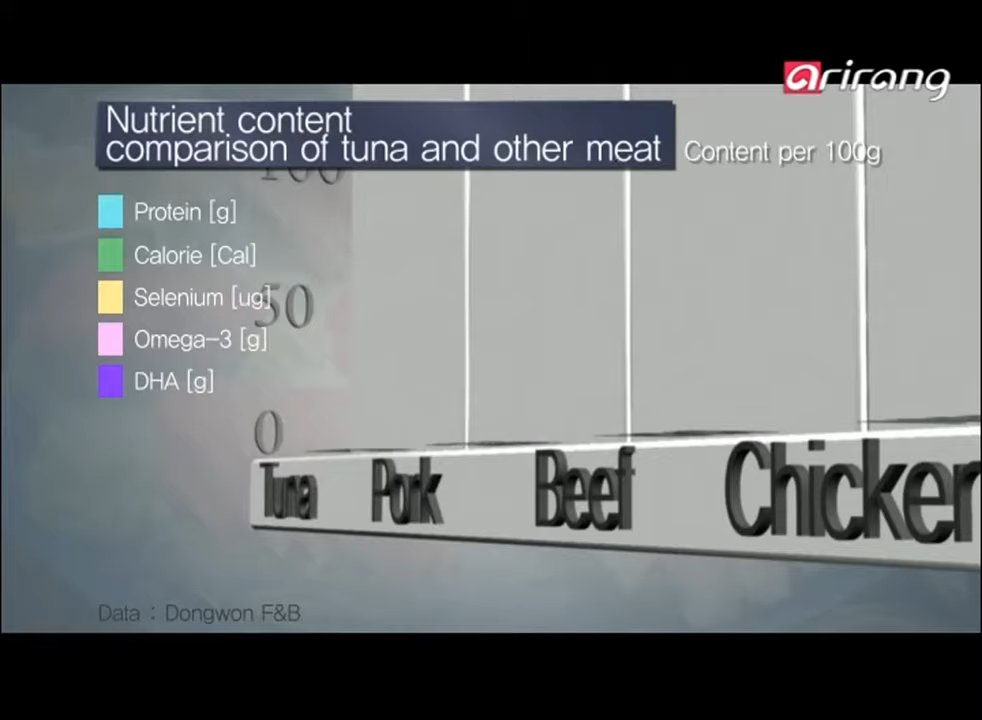 arirang
Nutrient content
comparison of tuna and other meat
Content per 100g
100
Protein [g]
Calorie [Cal]
Selenium [ug]
50
Omega-3 [g]
DHA [g]
0
Tuna Pork Beef Chicken
Data : Dongwon F&B